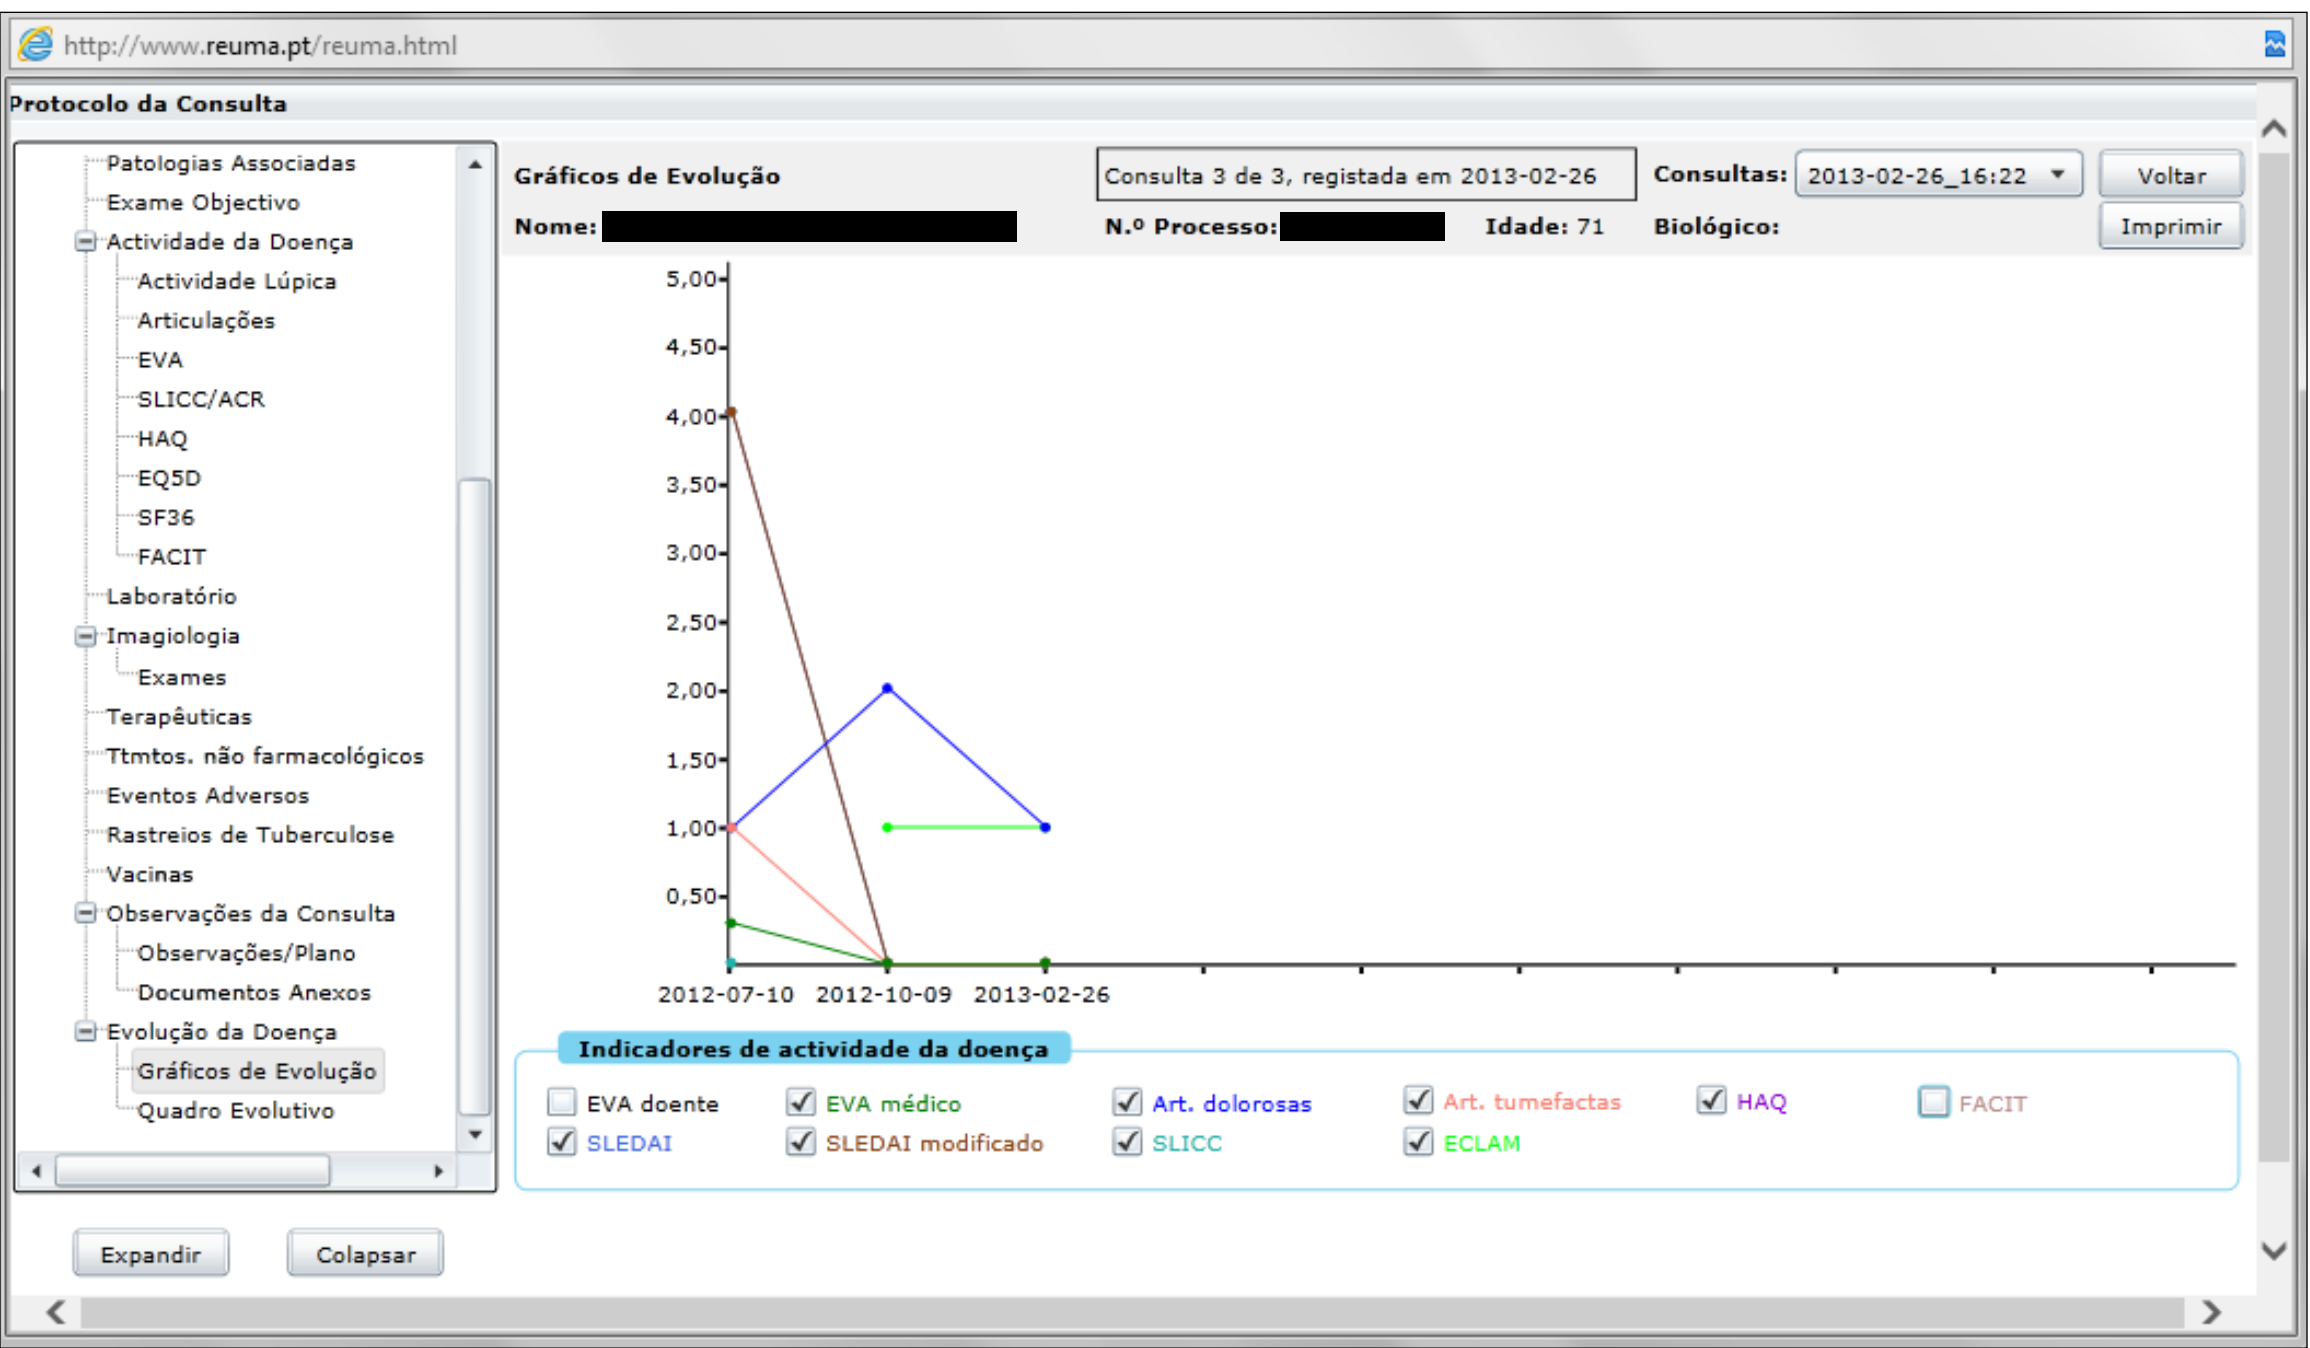 http://www.reuma.pt/reuma.html
Protocolo da Consulta
Patologias Associadas
Exame Objectivo
Actividade da Doença
Actividade Lúpica
Articulações
EVA
SLICC/ACR
HAQ
EQ5D
SF36
FACIT
Laboratório
Imagiologia
Exames
Terapêuticas
Ttmtos. não farmacológicos
Eventos Adversos
Rastreios de Tuberculose
Vacinas
Observações da Consulta
Observações/Plano
Documentos Anexos
Evolução da Doença
Gráficos de Evolução
Quadro Evolutivo
Expandir Colapsar
Gráficos de Evolução Consulta 3 de 3, registada em 2013-02-26 Consultas: 2013-02-26_16:22 Voltar
Nome: N.º Processo: Idade: 71 Biológico: Imprimir
5,00
4,50
4,00
3,50
3,00
2,50
2,00
1,50
1,00
0,50
2012-07-10 2012-10-09 2013-02-26
Indicadores de actividade da doença
EVA doente EVA médico Art. dolorosas Art. tumefactas HAQ FACIT
SLEDAI SLEDAI modificado SLICC ECLAM